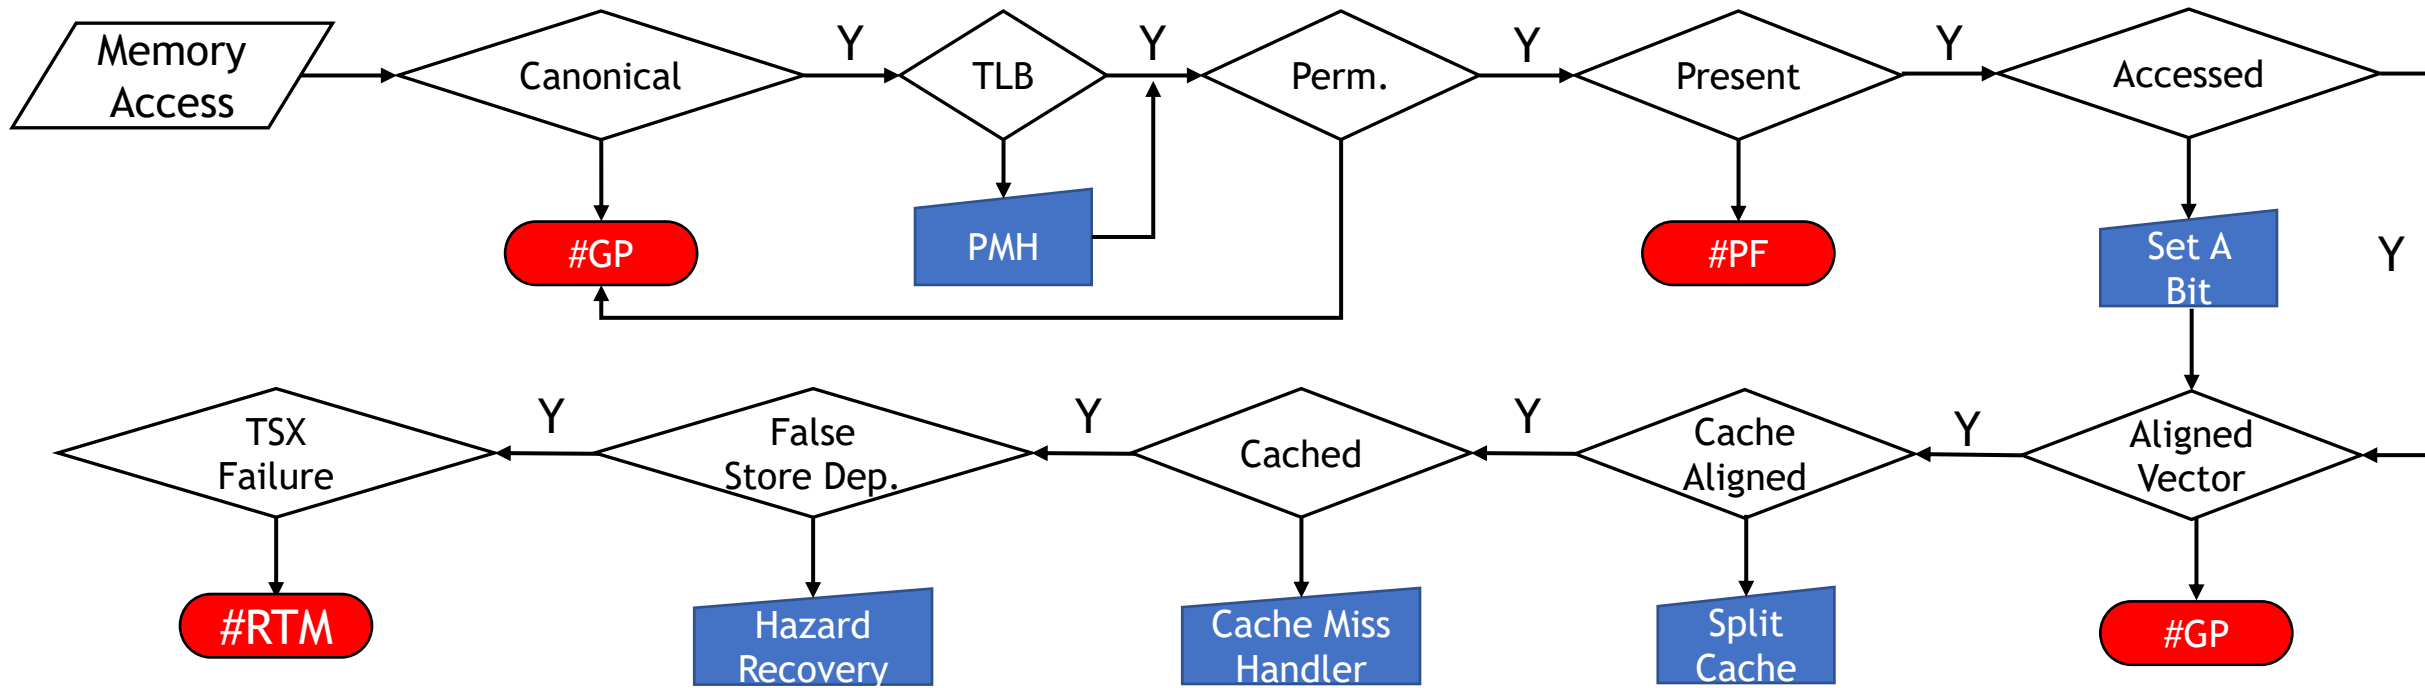 Memory
Access
Canonical
Y
TLB
Y
Perm.
Y
Present
Y
Accessed
#GP
PMH
#PF
Set A
Bit
Y
TSX
Failure
Y
False
Store Dep.
Y
Cached
Y
Cache
Aligned
Y
Aligned
Vector
#RTM
Hazard
Recovery
Cache Miss
Handler
Split
Cache
#GP